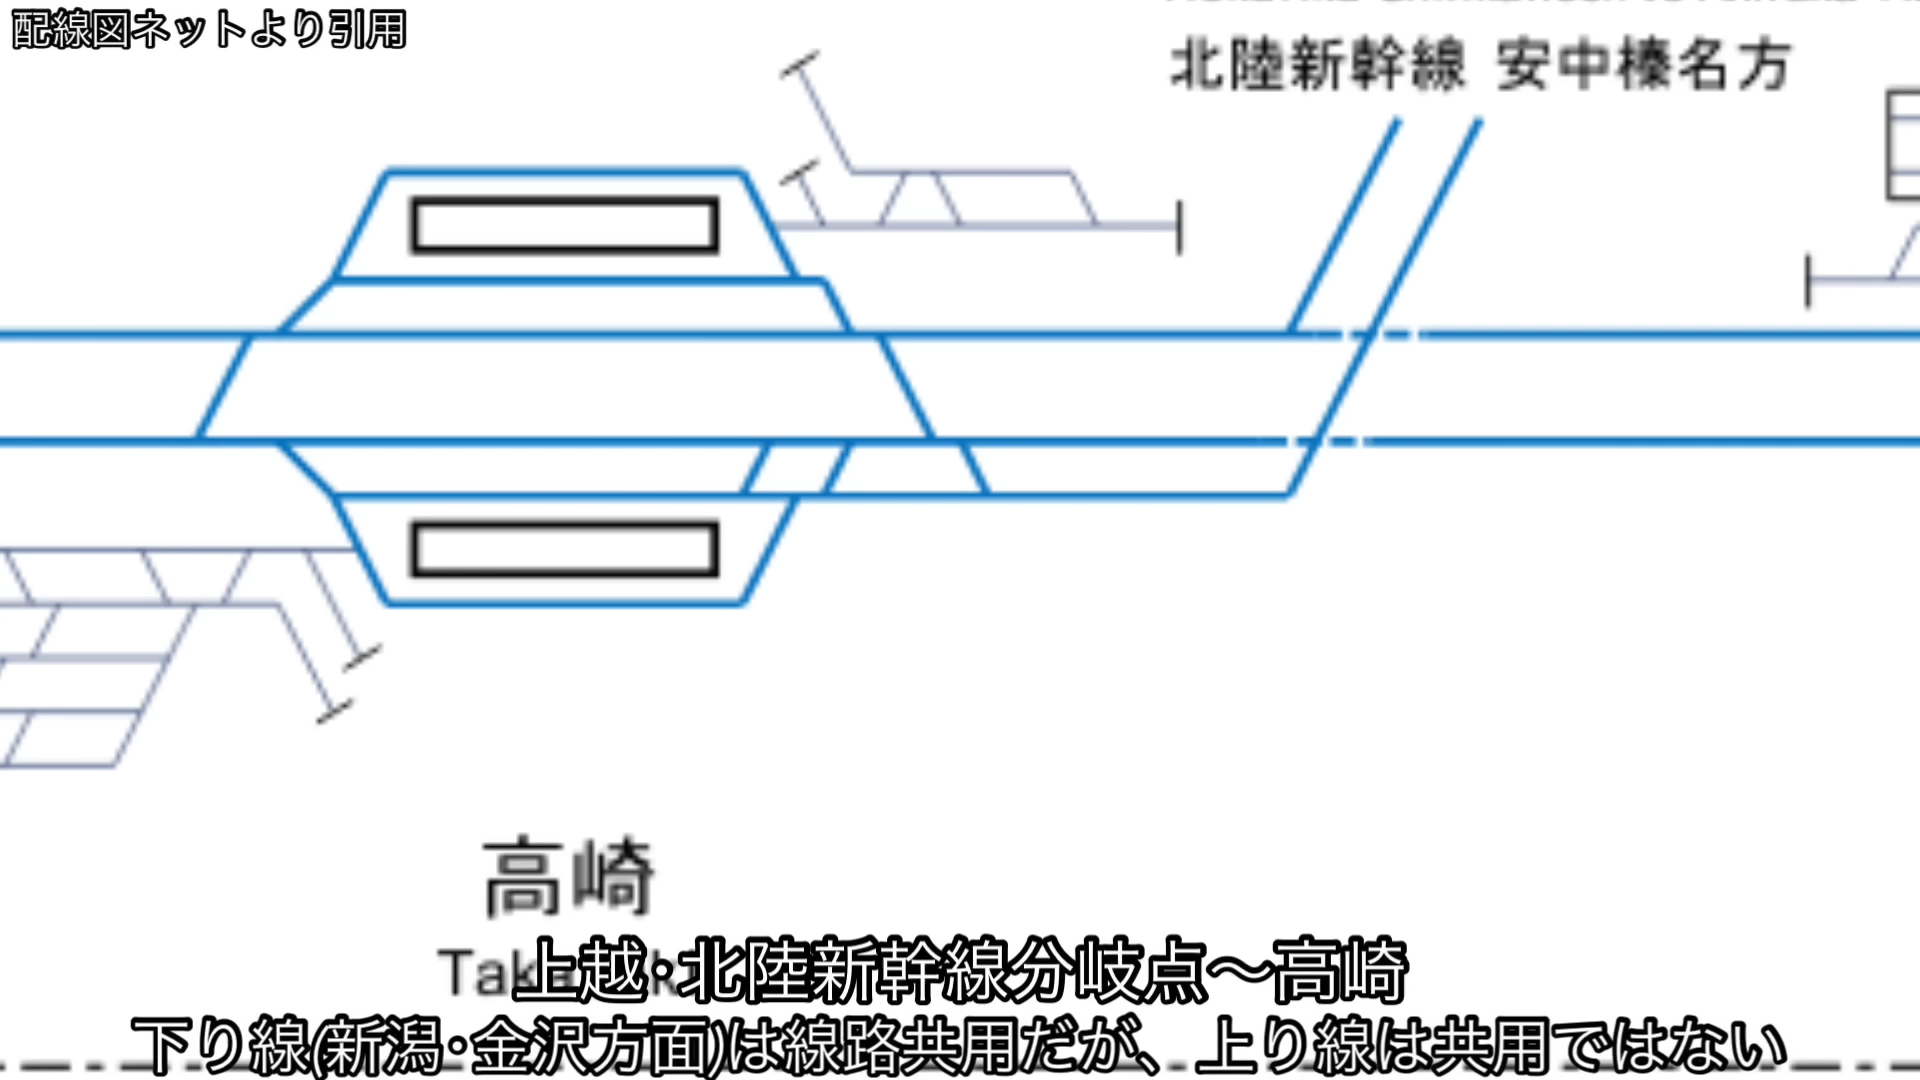 配線図ネットより引用
北陸新幹線 安中榛名方
高崎
上越・北陸新幹線分岐点～高崎
下り線(新潟・金沢方面)は線路共用だが、上り線は共用ではない